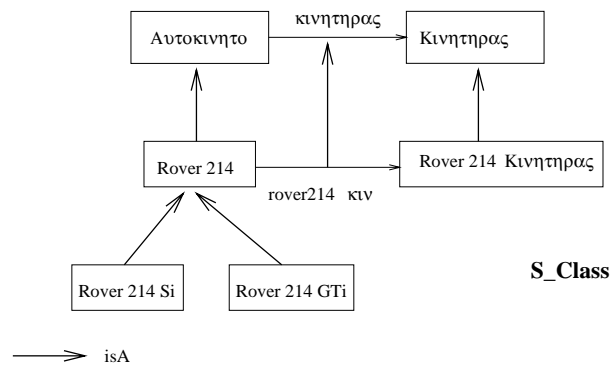 κινητηρας
Αυτοκινητο
Κινητηρας
Rover 214
Rover 214 Κινητηρας
rover214 κιν
Rover 214 Si
Rover 214 GTi
S_Class
isA